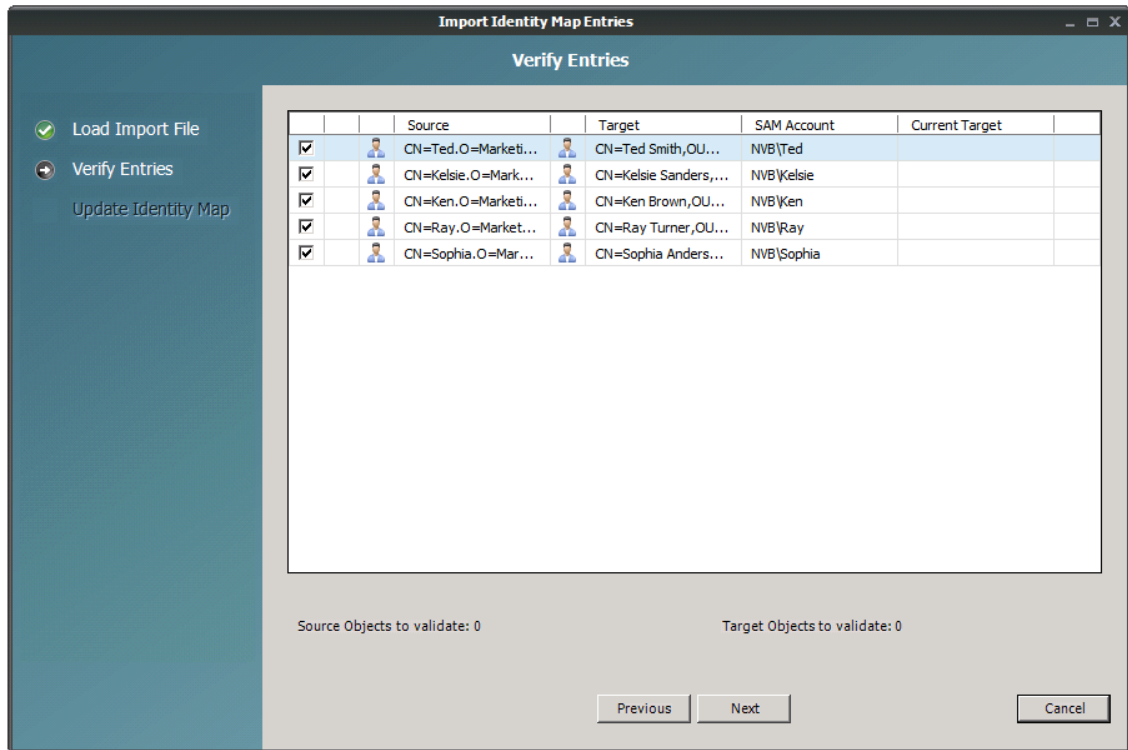 Import Identity Map Entries
Verify Entries
Load Import File
Verify Entries
Update Identity Map
Source Target SAM Account Current Target
CN=Ted.O=Marketi... CN=Ted Smith,OU... NVB\Ted
CN=Kelsie.O=Mark... CN=Kelsie Sanders,... NVB\Kelsie
CN=Ken.O=Marketi... CN=Ken Brown,OU... NVB\Ken
CN=Ray.O=Market... CN=Ray Turner,OU... NVB\Ray
CN=Sophia.O=Mar... CN=Sophia Anders... NVB\Sophia
Source Objects to validate: 0 Target Objects to validate: 0
Previous Next Cancel